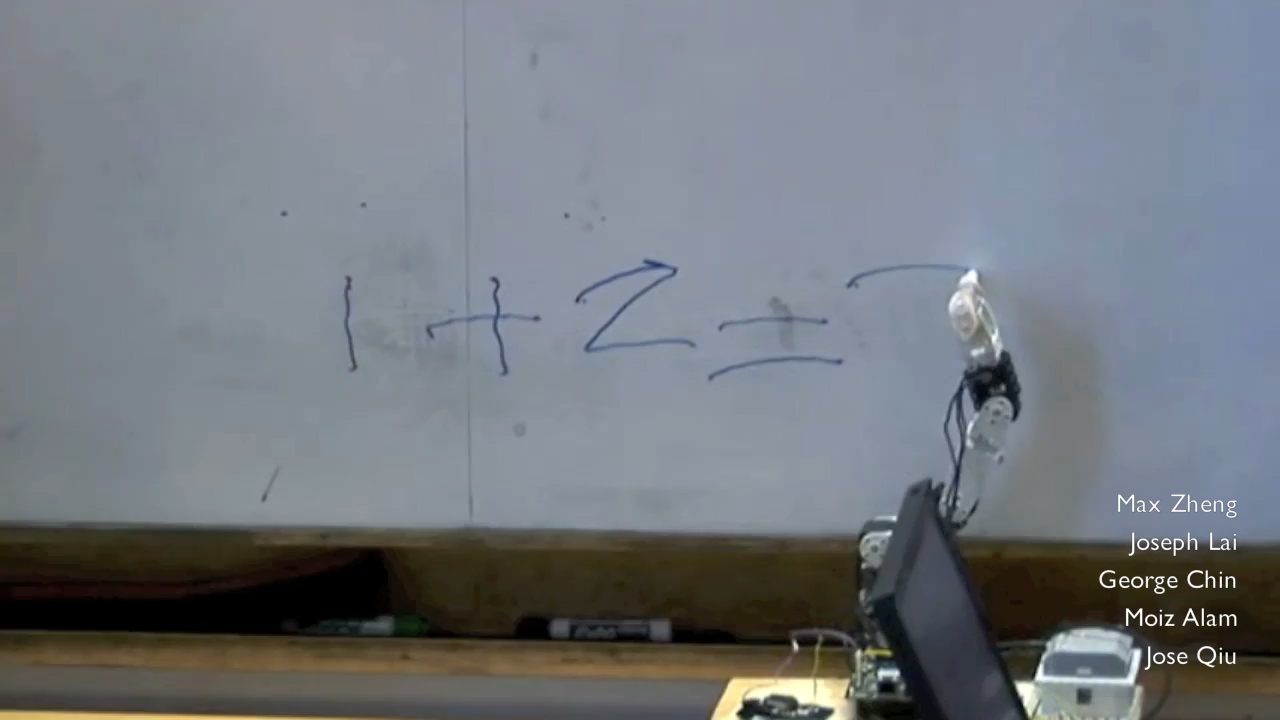 1 + 2 =
Max Zheng
Joseph Lai
George Chin
Moiz Alam
Jose Qiu